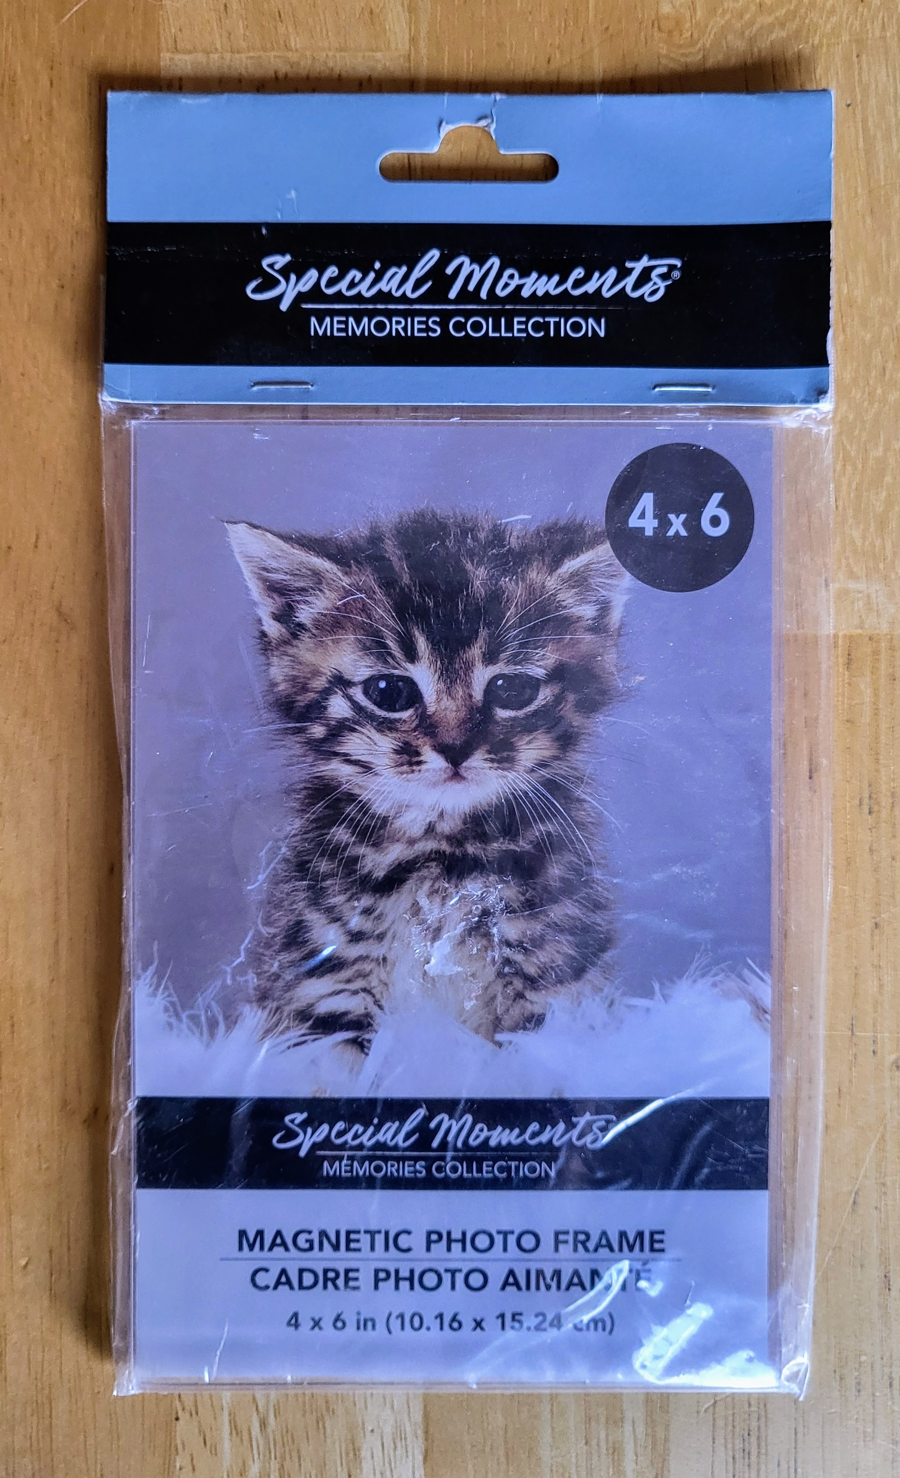 Special Moments®
MEMORIES COLLECTION
4 x 6
Special Moments
MEMORIES COLLECTION
MAGNETIC PHOTO FRAME
CADRE PHOTO AIMANTÉ
4 x 6 in (10.16 x 15.24 cm)